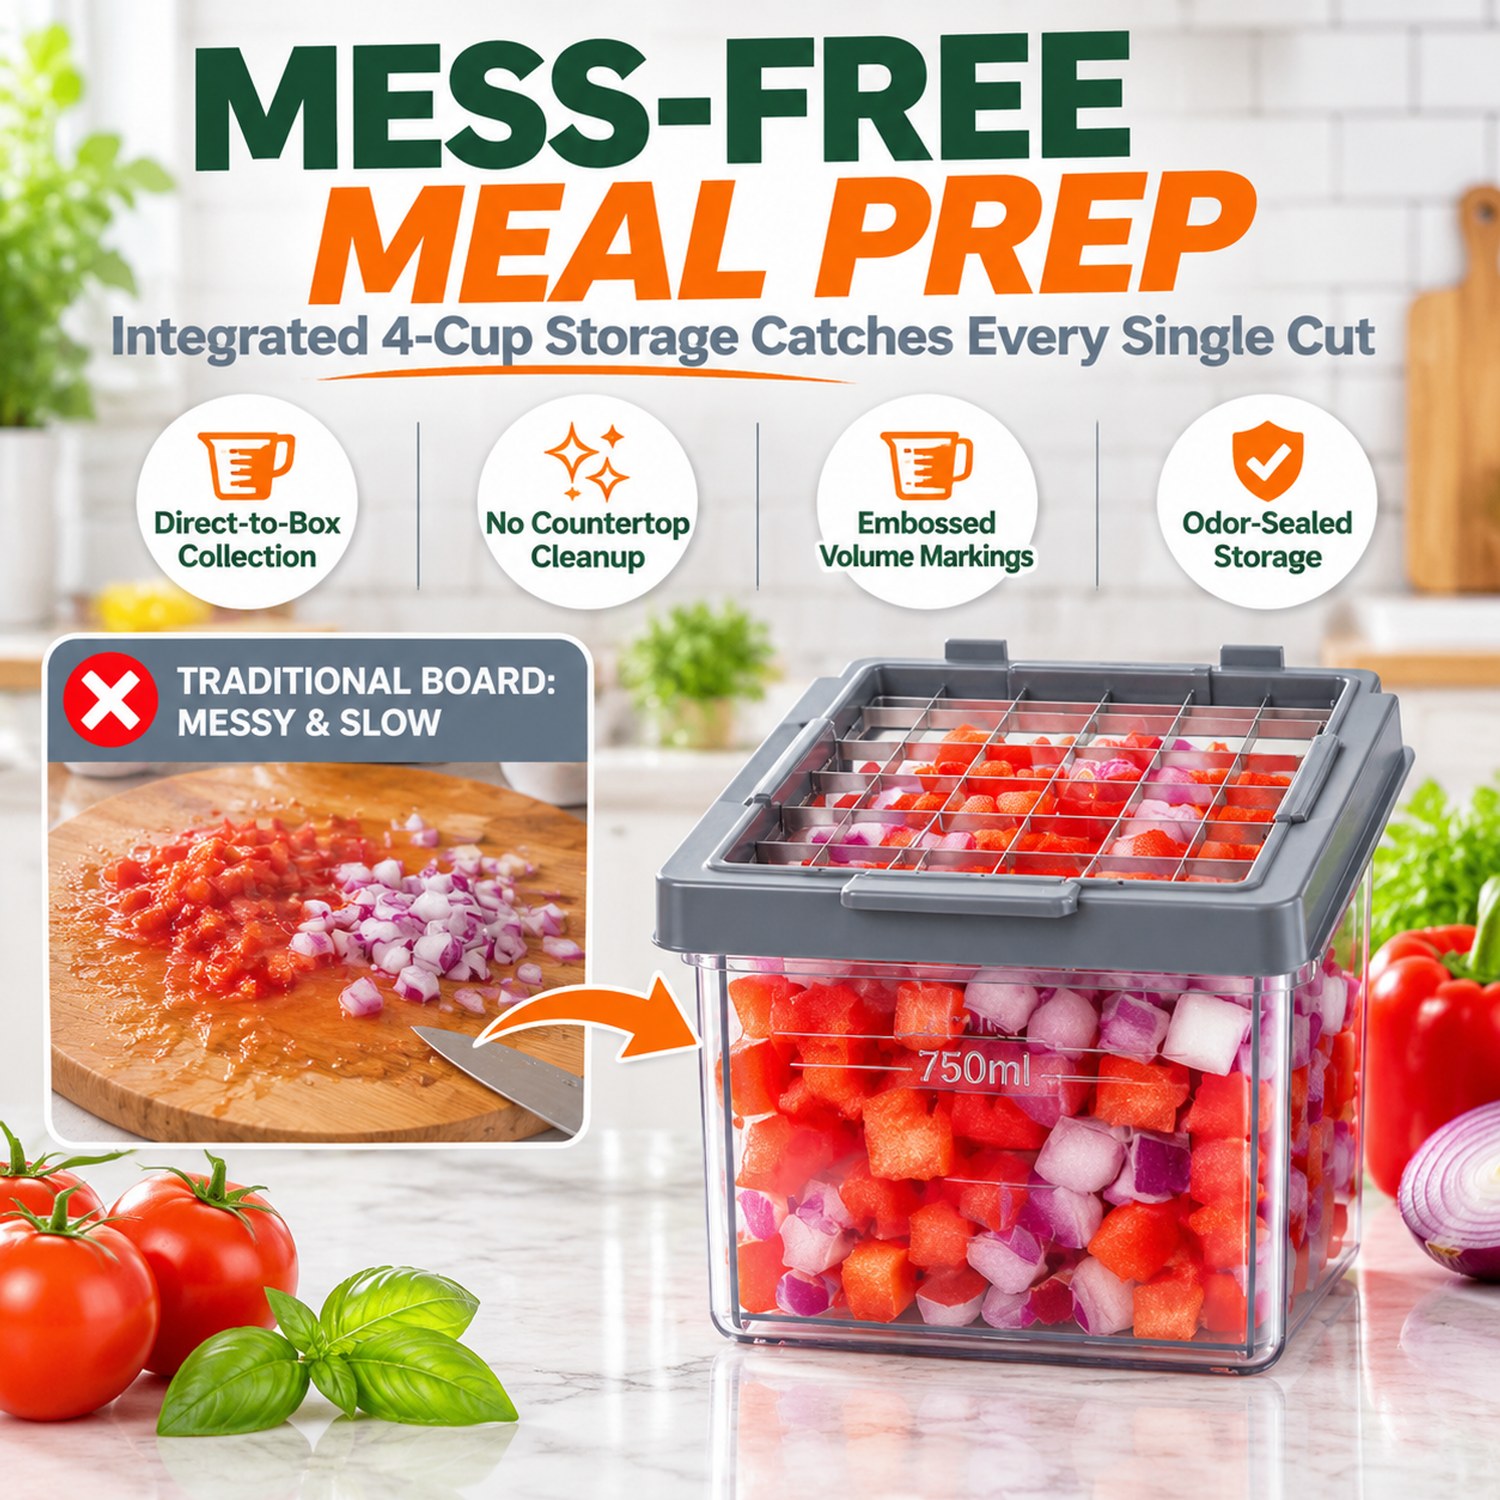 MESS-FREE
MEAL PREP
Integrated 4-Cup Storage Catches Every Single Cut
Direct-to-Box
Collection
No Countertop
Cleanup
Embossed
Volume Markings
Odor-Sealed
Storage
TRADITIONAL BOARD:
MESSY & SLOW
750ml